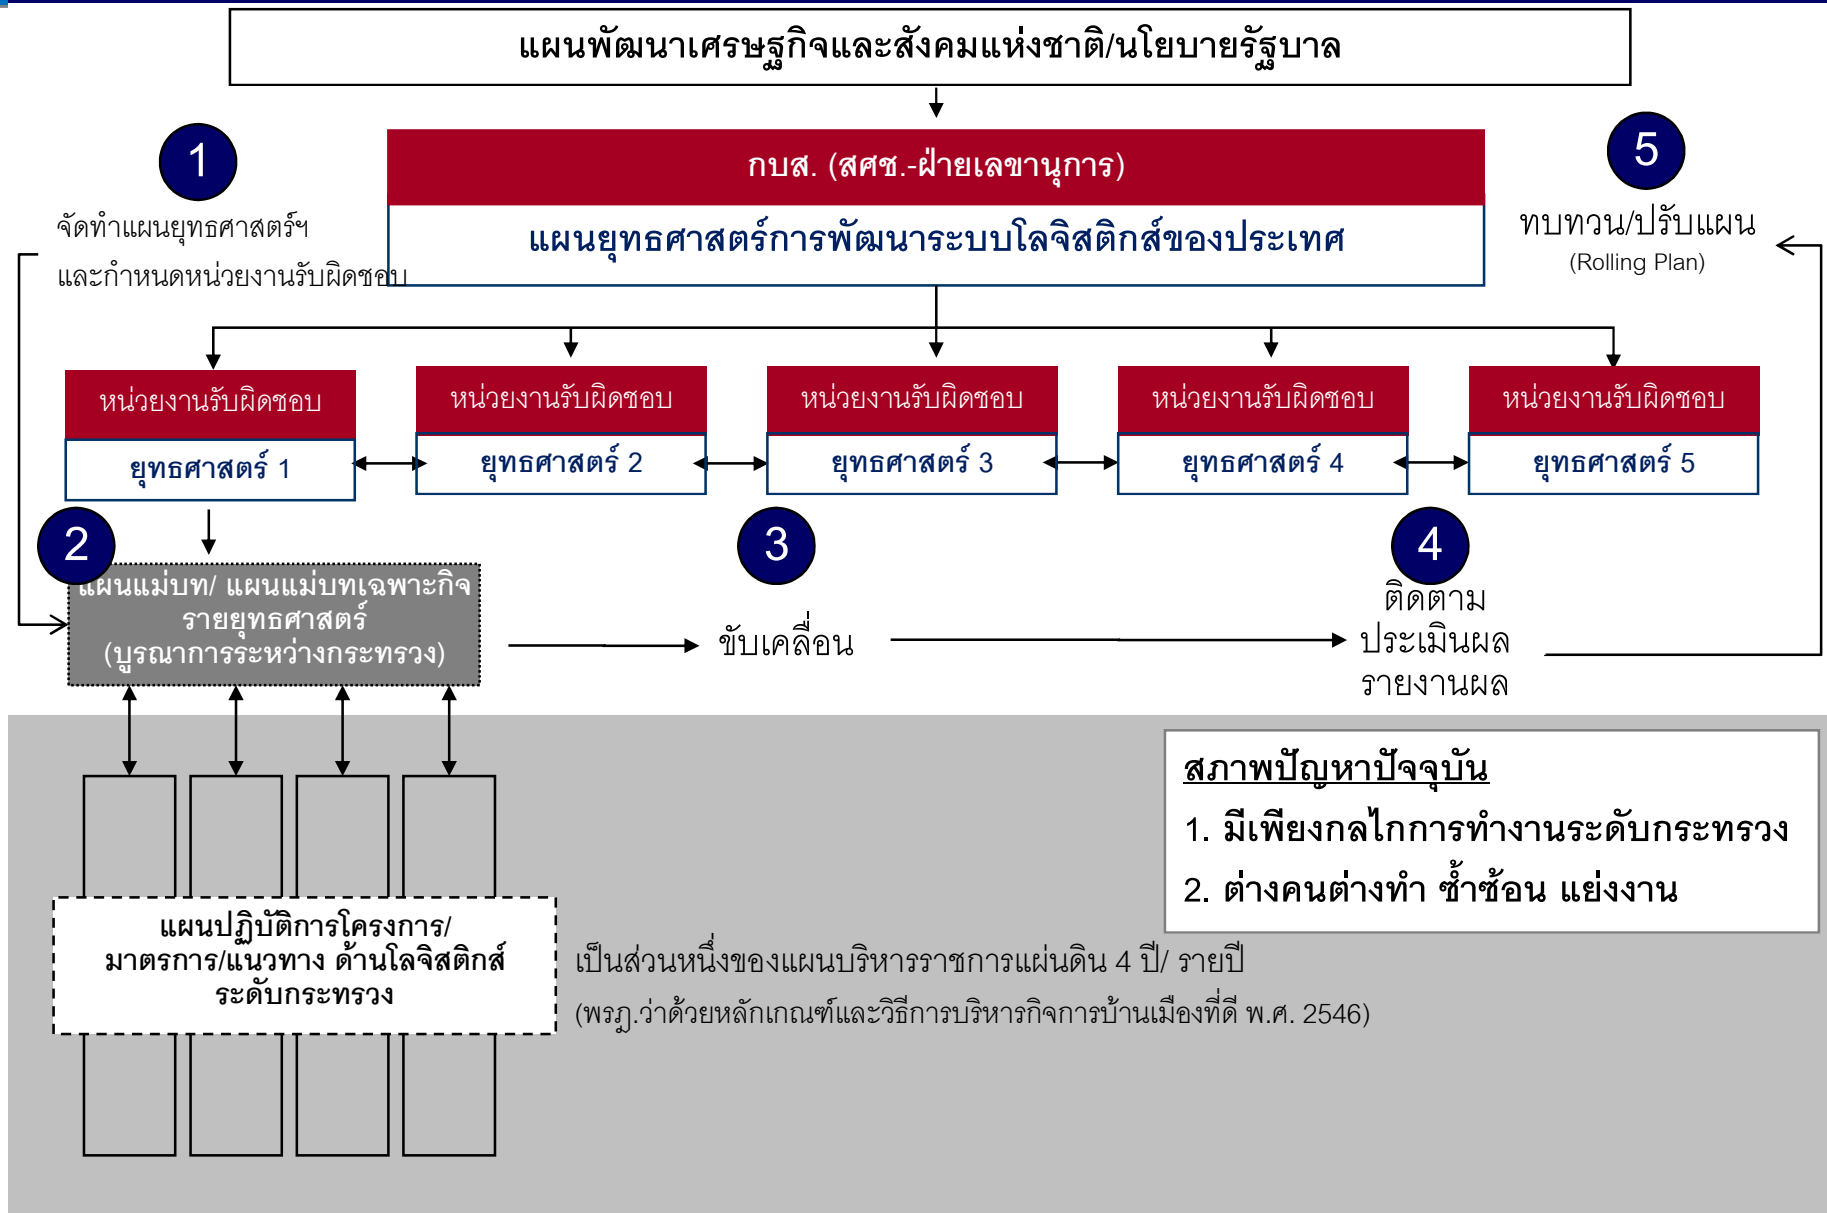 แผนพัฒนาเศรษฐกิจและสังคมแห่งชาติ/นโยบายรัฐบาล
1
กบส. (สศช.-ฝ่ายเลขานุการ)
5
จัดทำแผนยุทธศาสตร์ฯ
และกำหนดหน่วยงานรับผิดชอบ
แผนยุทธศาสตร์การพัฒนาระบบโลจิสติกส์ของประเทศ
ทบทวน/ปรับแผน
(Rolling Plan)
หน่วยงานรับผิดชอบ
ยุทธศาสตร์ 1
หน่วยงานรับผิดชอบ
ยุทธศาสตร์ 2
หน่วยงานรับผิดชอบ
ยุทธศาสตร์ 3
หน่วยงานรับผิดชอบ
ยุทธศาสตร์ 4
หน่วยงานรับผิดชอบ
ยุทธศาสตร์ 5
2
แผนแม่บท/ แผนแม่บทเฉพาะกิจ
รายยุทธศาสตร์
(บูรณาการระหว่างกระทรวง)
3
ขับเคลื่อน
4
ติดตาม
ประเมินผล
รายงานผล
สภาพปัญหาปัจจุบัน
1. มีเพียงกลไกการทำงานระดับกระทรวง
2. ต่างคนต่างทำ ซ้ำซ้อน แย่งงาน
แผนปฏิบัติการโครงการ/
มาตรการ/แนวทาง ด้านโลจิสติกส์
ระดับกระทรวง
เป็นส่วนหนึ่งของแผนบริหารราชการแผ่นดิน 4 ปี/ รายปี
(พรฎ.ว่าด้วยหลักเกณฑ์และวิธีการบริหารกิจการบ้านเมืองที่ดี พ.ศ. 2546)